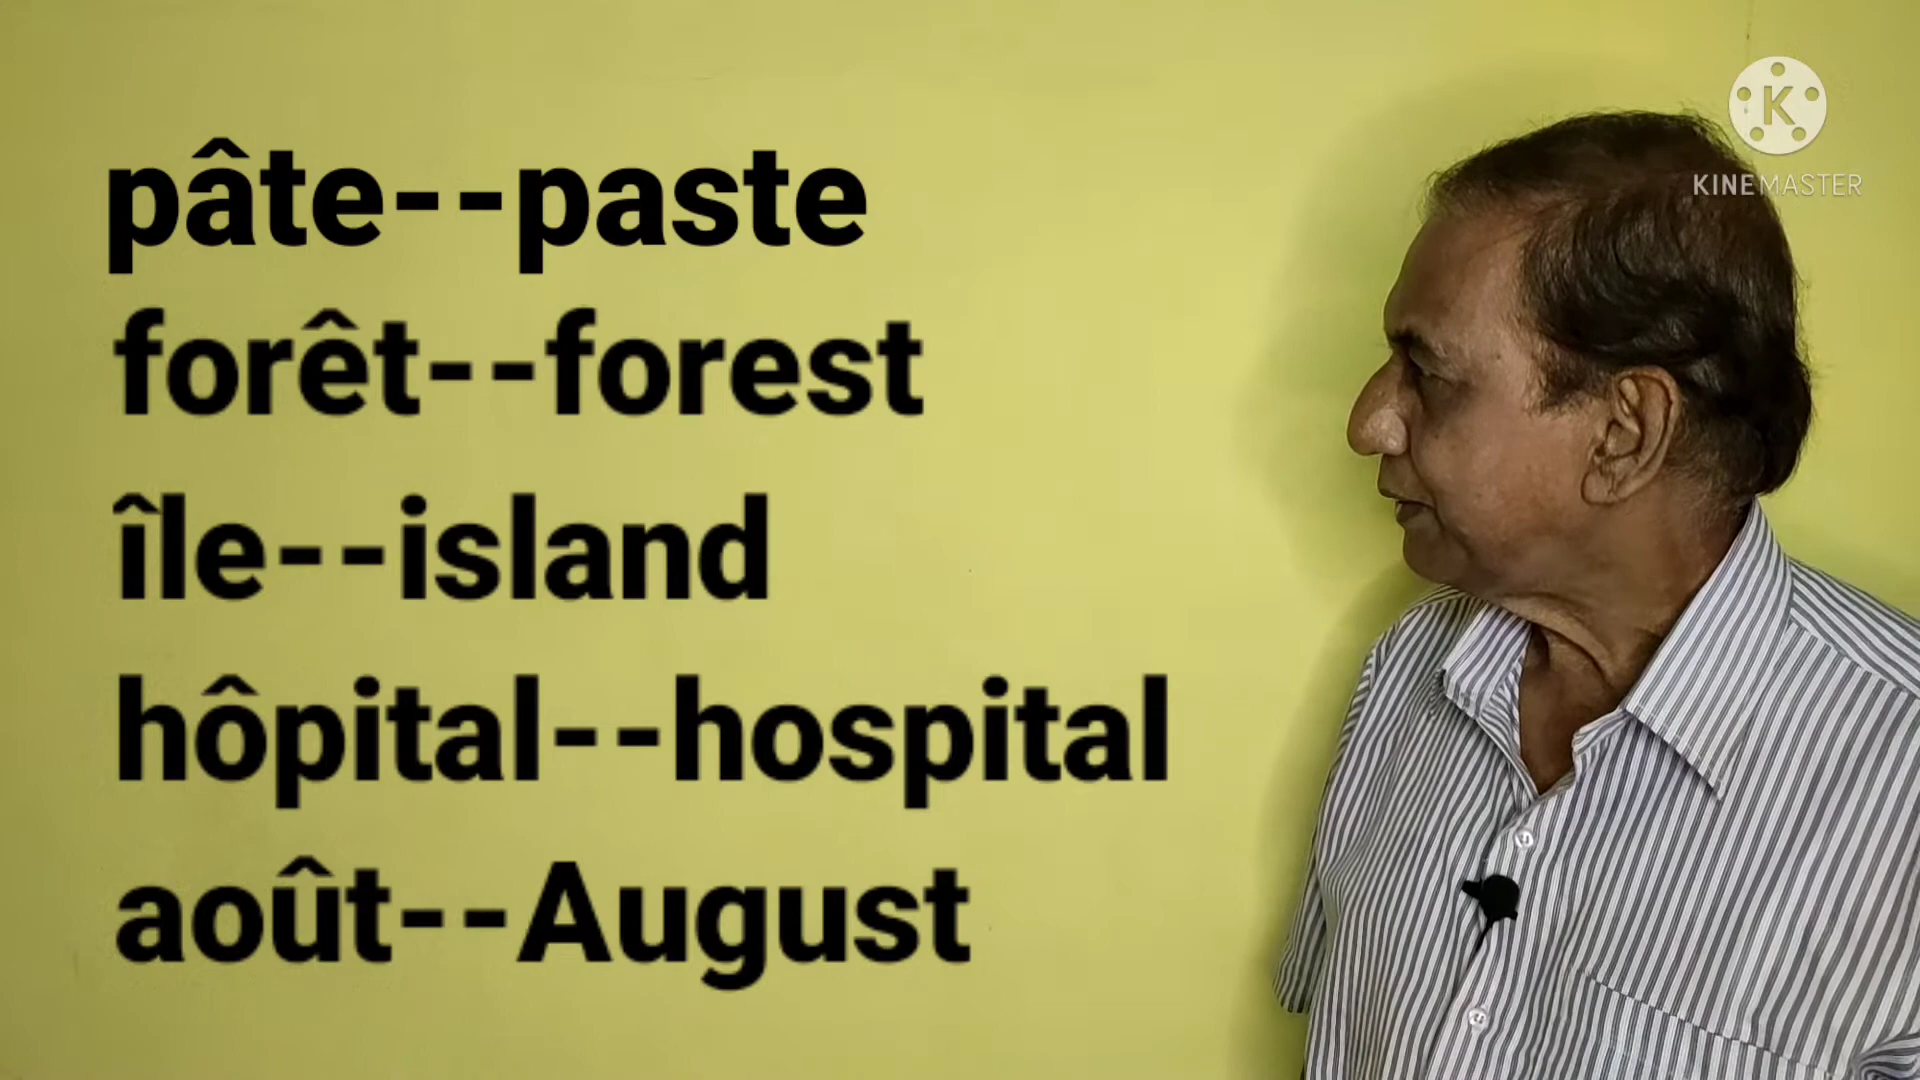 pâte--paste
forêt--forest
île--island
hôpital--hospital
août--August
K
KINEMASTER